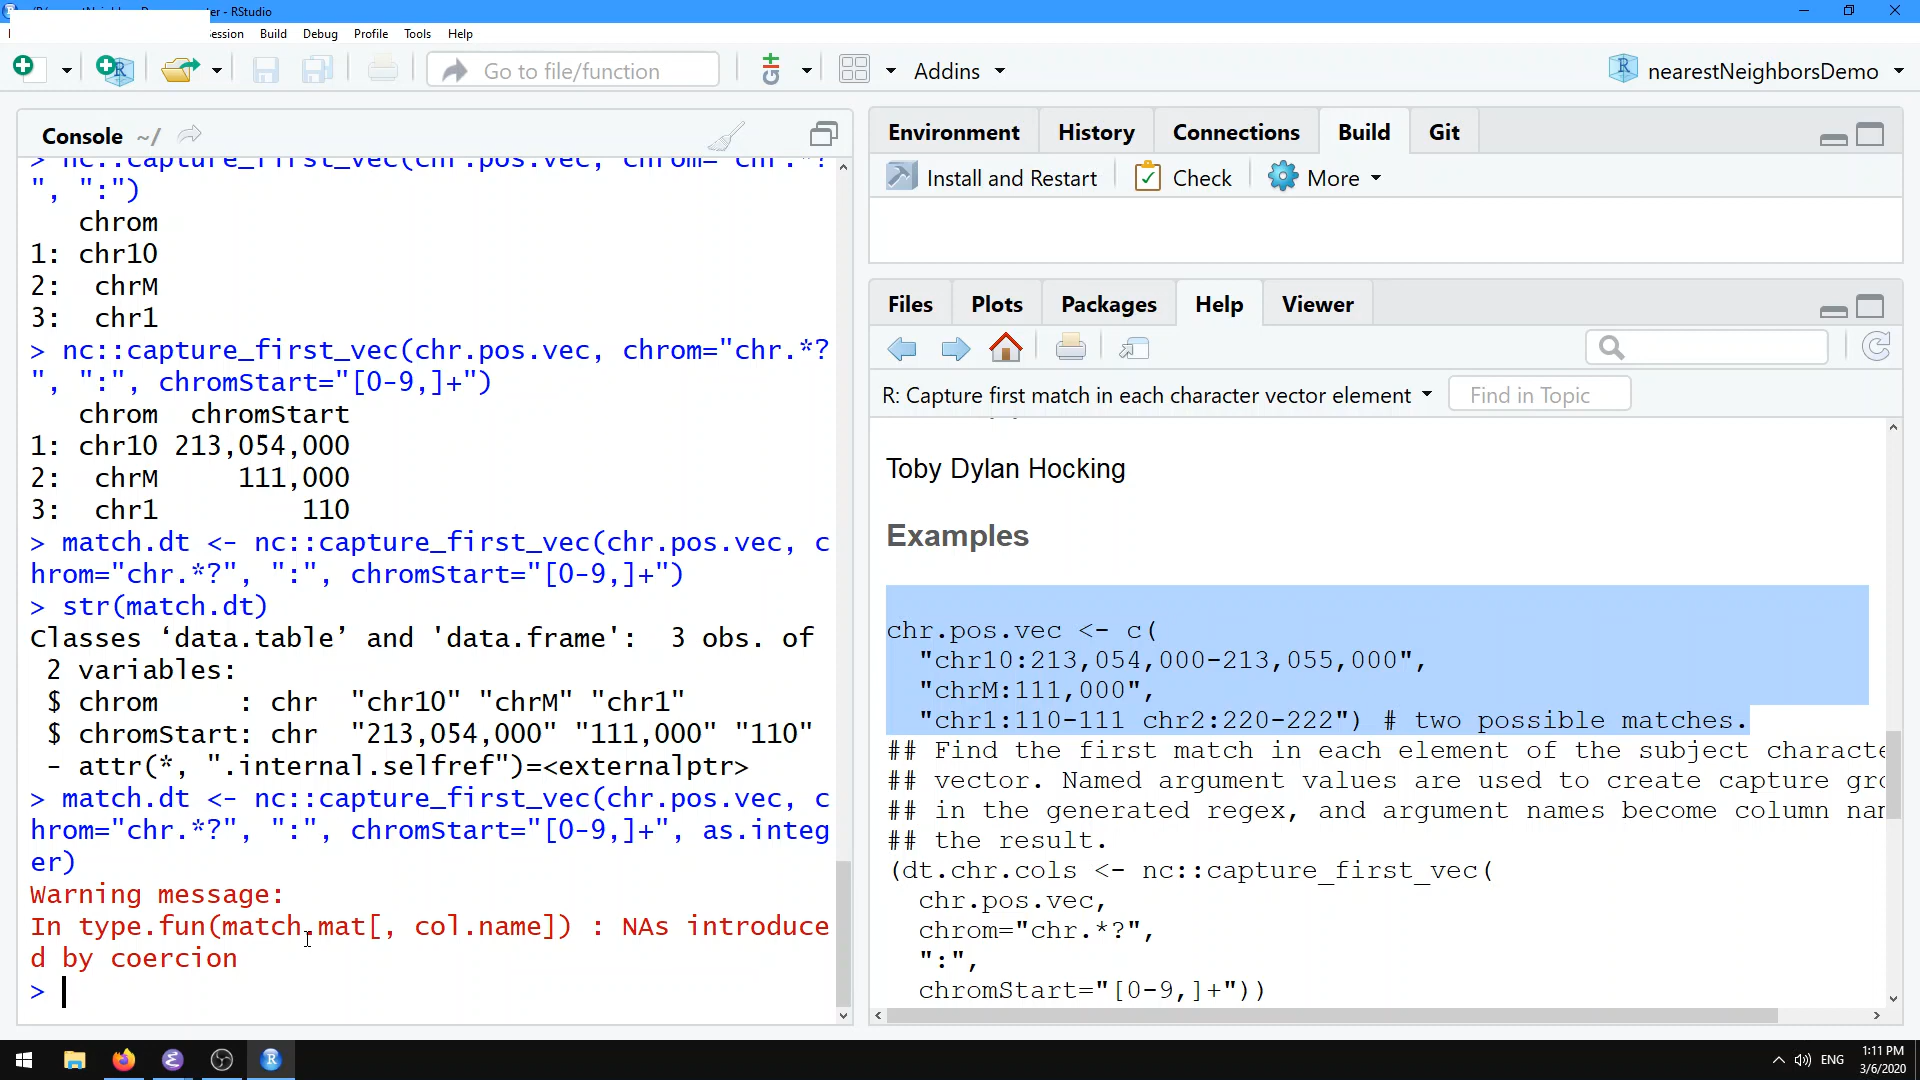 - RStudio
Build Debug Profile Tools Help
Go to file/function
Addins
nearestNeighborsDemo
Console ~/
> nc::capture_first_vec(chr.pos.vec, chrom="chr.*?
", ":")
chrom
1: chr10
2: chrM
3: chr1
> nc::capture_first_vec(chr.pos.vec, chrom="chr.*?
", ":", chromStart="[0-9,]+")
chrom chromStart
1: chr10 213,054,000
2: chrM 111,000
3: chr1 110
> match.dt <- nc::capture_first_vec(chr.pos.vec, c
hrom="chr.*?", ":", chromStart="[0-9,]+")
> str(match.dt)
Classes ‘data.table’ and 'data.frame': 3 obs. of
2 variables:
$ chrom : chr "chr10" "chrM" "chr1"
$ chromStart: chr "213,054,000" "111,000" "110"
- attr(*, ".internal.selfref")=<externalptr>
> match.dt <- nc::capture_first_vec(chr.pos.vec, c
hrom="chr.*?", ":", chromStart="[0-9,]+", as.integ
er)
Warning message:
In type.fun(match.mat[, col.name]) : NAs introduce
d by coercion
>
Environment History Connections Build Git
Install and Restart Check More
Files Plots Packages Help Viewer
R: Capture first match in each character vector element
Find in Topic
Toby Dylan Hocking
Examples
chr.pos.vec <- c(
"chr10:213,054,000-213,055,000",
"chrM:111,000",
"chr1:110-111 chr2:220-222") # two possible matches.
## Find the first match in each element of the subject characte
## vector. Named argument values are used to create capture gro
## in the generated regex, and argument names become column nam
## the result.
(dt.chr.cols <- nc::capture_first_vec(
chr.pos.vec,
chrom="chr.*?",
":",
chromStart="[0-9,]+"))
ENG
1:11 PM
3/6/2020